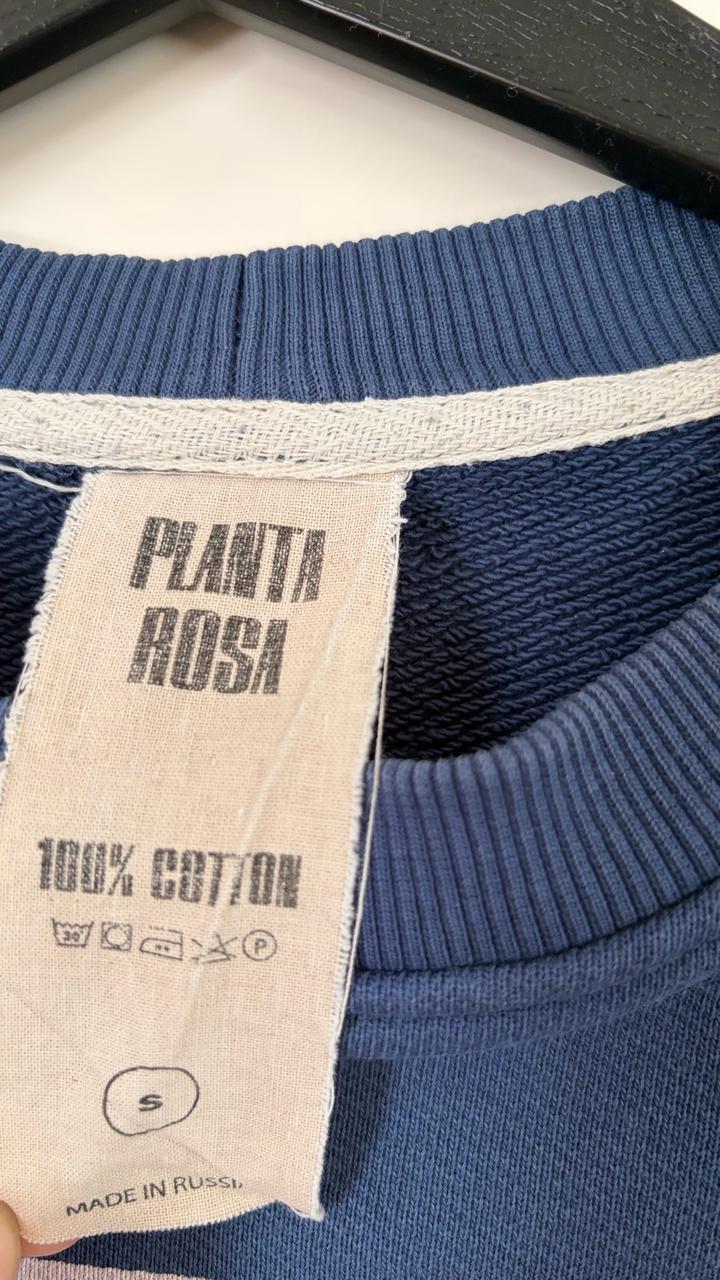 PLANTA
ROSA
100% COTTON
30° P
S
MADE IN RUSSIA